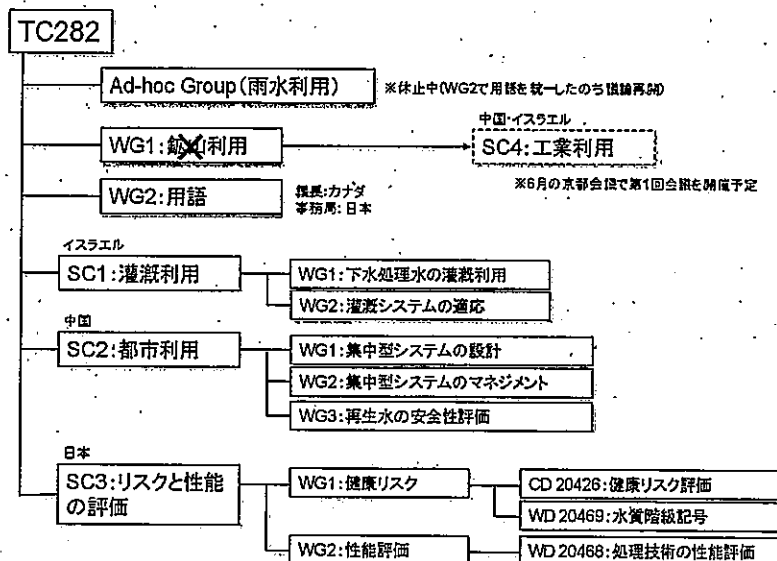 TC282
Ad-hoc Group(雨水利用)
※休止中(WG2で用語を統一したのち議論再開)
WG1:鉱山利用
中国・イスラエル
SC4:工業利用
※6月の京都会議で第1回会議を開催予定
WG2:用語
議長:カナダ
事務局:日本
イスラエル
SC1:灌漑利用
WG1:下水処理水の灌漑利用
WG2:灌漑システムの適応
中国
SC2:都市利用
WG1:集中型システムの設計
WG2:集中型システムのマネジメント
WG3:再生水の安全性評価
日本
SC3:リスクと性能
の評価
WG1:健康リスク
CD 20426:健康リスク評価
WD 20469:水質階級記号
WG2:性能評価
WD 20468:処理技術の性能評価